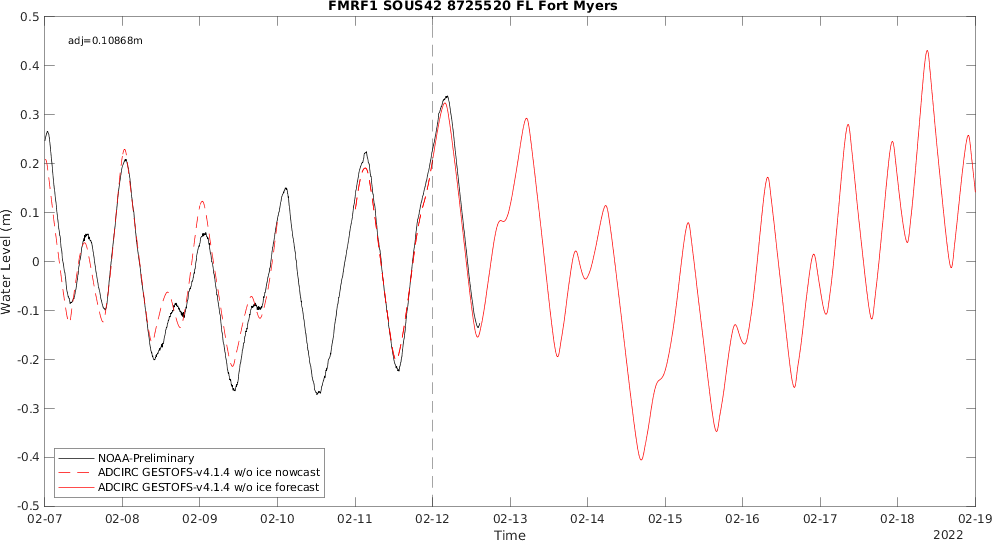 FMRF1 SOUS42 8725520 FL Fort Myers
adj=0.10868m
0.5
0.4
0.3
0.2
0.1
0
-0.1
-0.2
-0.3
-0.4
-0.5
Water Level (m)
NOAA-Preliminary
ADCIRC GESTOFS-v4.1.4 w/o ice nowcast
ADCIRC GESTOFS-v4.1.4 w/o ice forecast
02-07 02-08 02-09 02-10 02-11 02-12 02-13 02-14 02-15 02-16 02-17 02-18 02-19
Time
2022